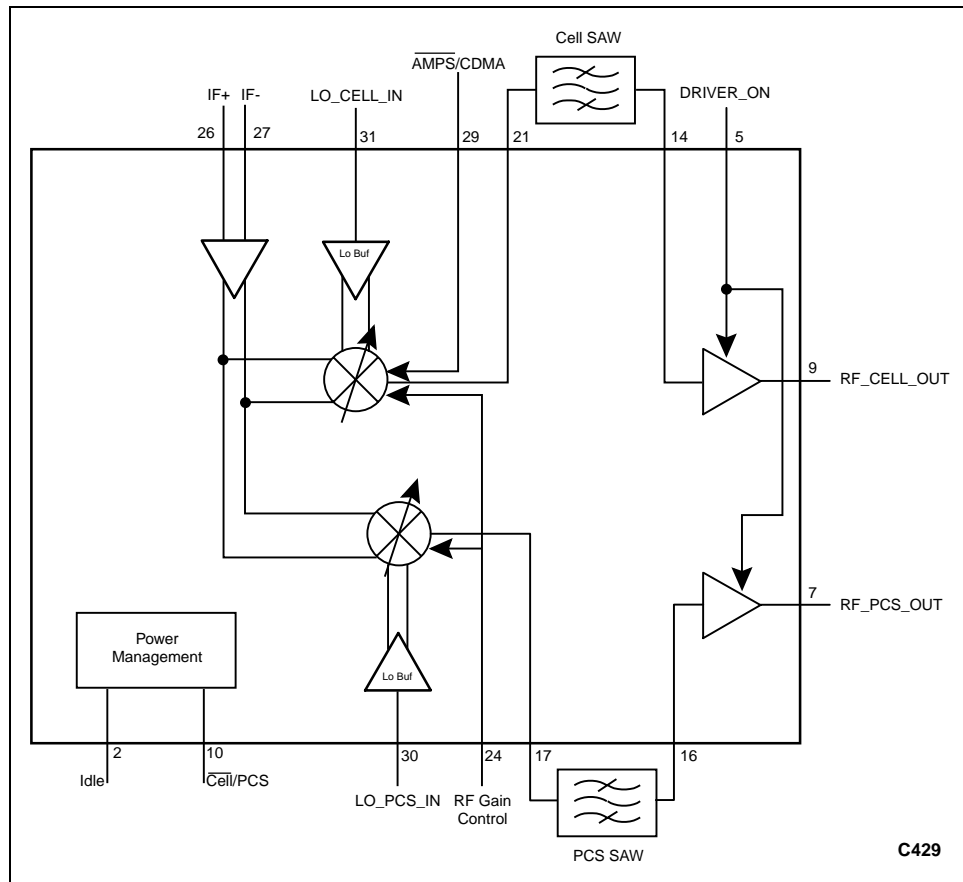 Cell SAW
AMPS/CDMA
IF+ IF-
LO_CELL_IN
DRIVER_ON
26
27
31
29
21
14
5
Lo Buf
9
RF_CELL_OUT
7
RF_PCS_OUT
Power
Management
Lo Buf
2
10
30
24
17
16
Idle
Cell/PCS
LO_PCS_IN
RF Gain
Control
PCS SAW
C429